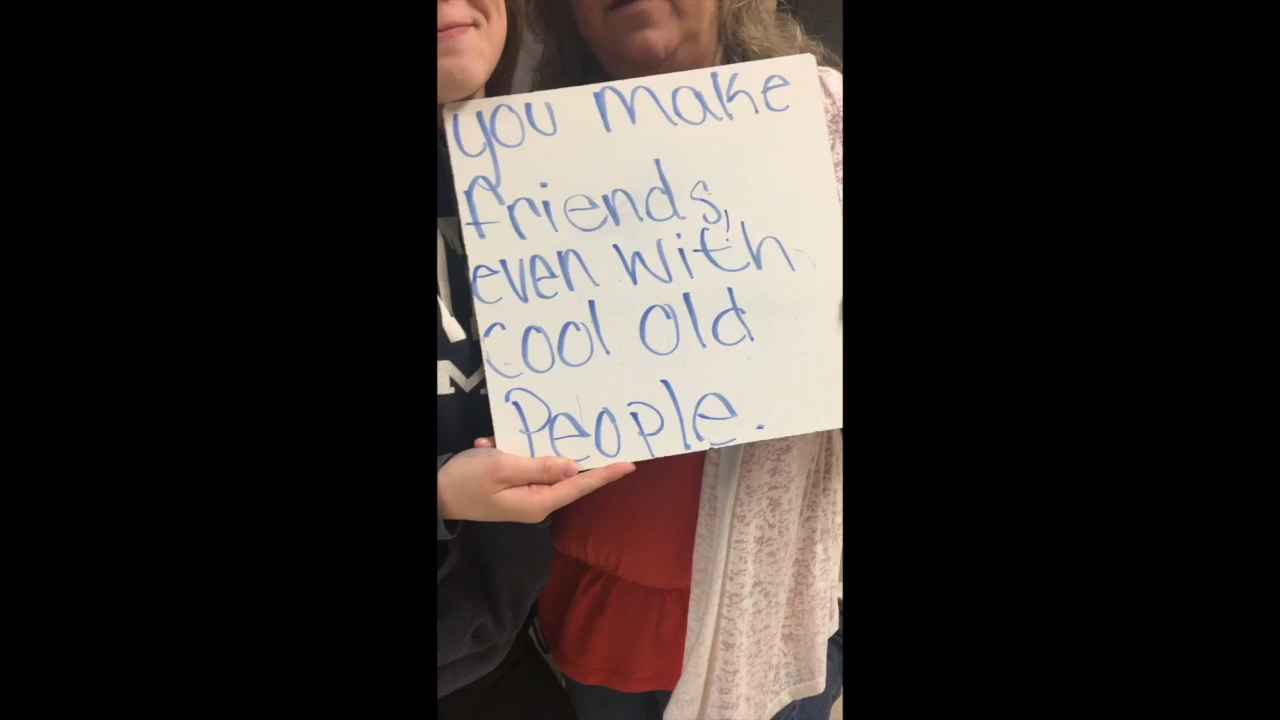 you make
friends,
even with
cool old
People.
M